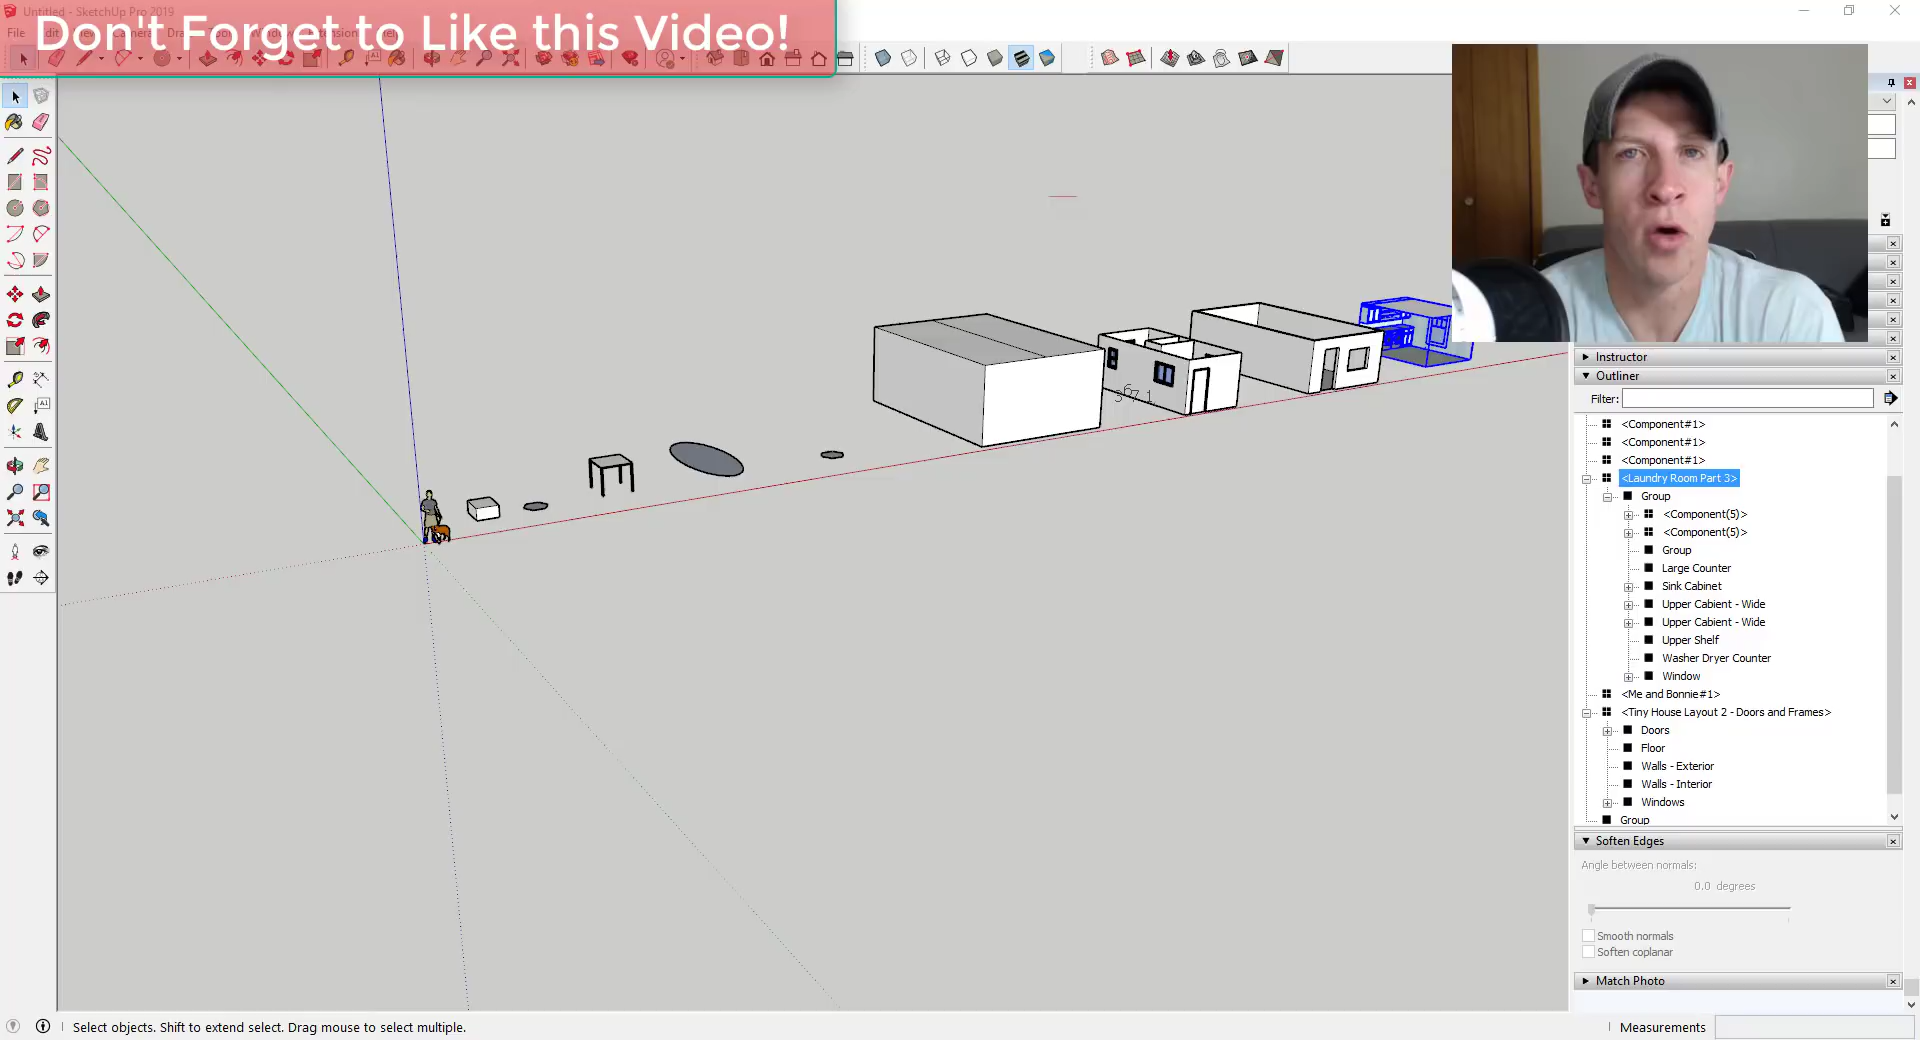 Untitled - SketchUp Pro 2019
Don't Forget to Like this Video!
File
Instructor
Outliner
Filter:
<Component#1>
<Component#1>
<Component#1>
<Laundry Room Part 3>
Group
<Component(5)>
<Component(5)>
Group
Large Counter
Sink Cabinet
Upper Cabient - Wide
Upper Cabient - Wide
Upper Shelf
Washer Dryer Counter
Window
<Me and Bonnie#1>
<Tiny House Layout 2 - Doors and Frames>
Doors
Floor
Walls - Exterior
Walls - Interior
Windows
Group
Soften Edges
Angle between normals:
0.0 degrees
Smooth normals
Soften coplanar
Match Photo
Select objects. Shift to extend select. Drag mouse to select multiple.
Measurements